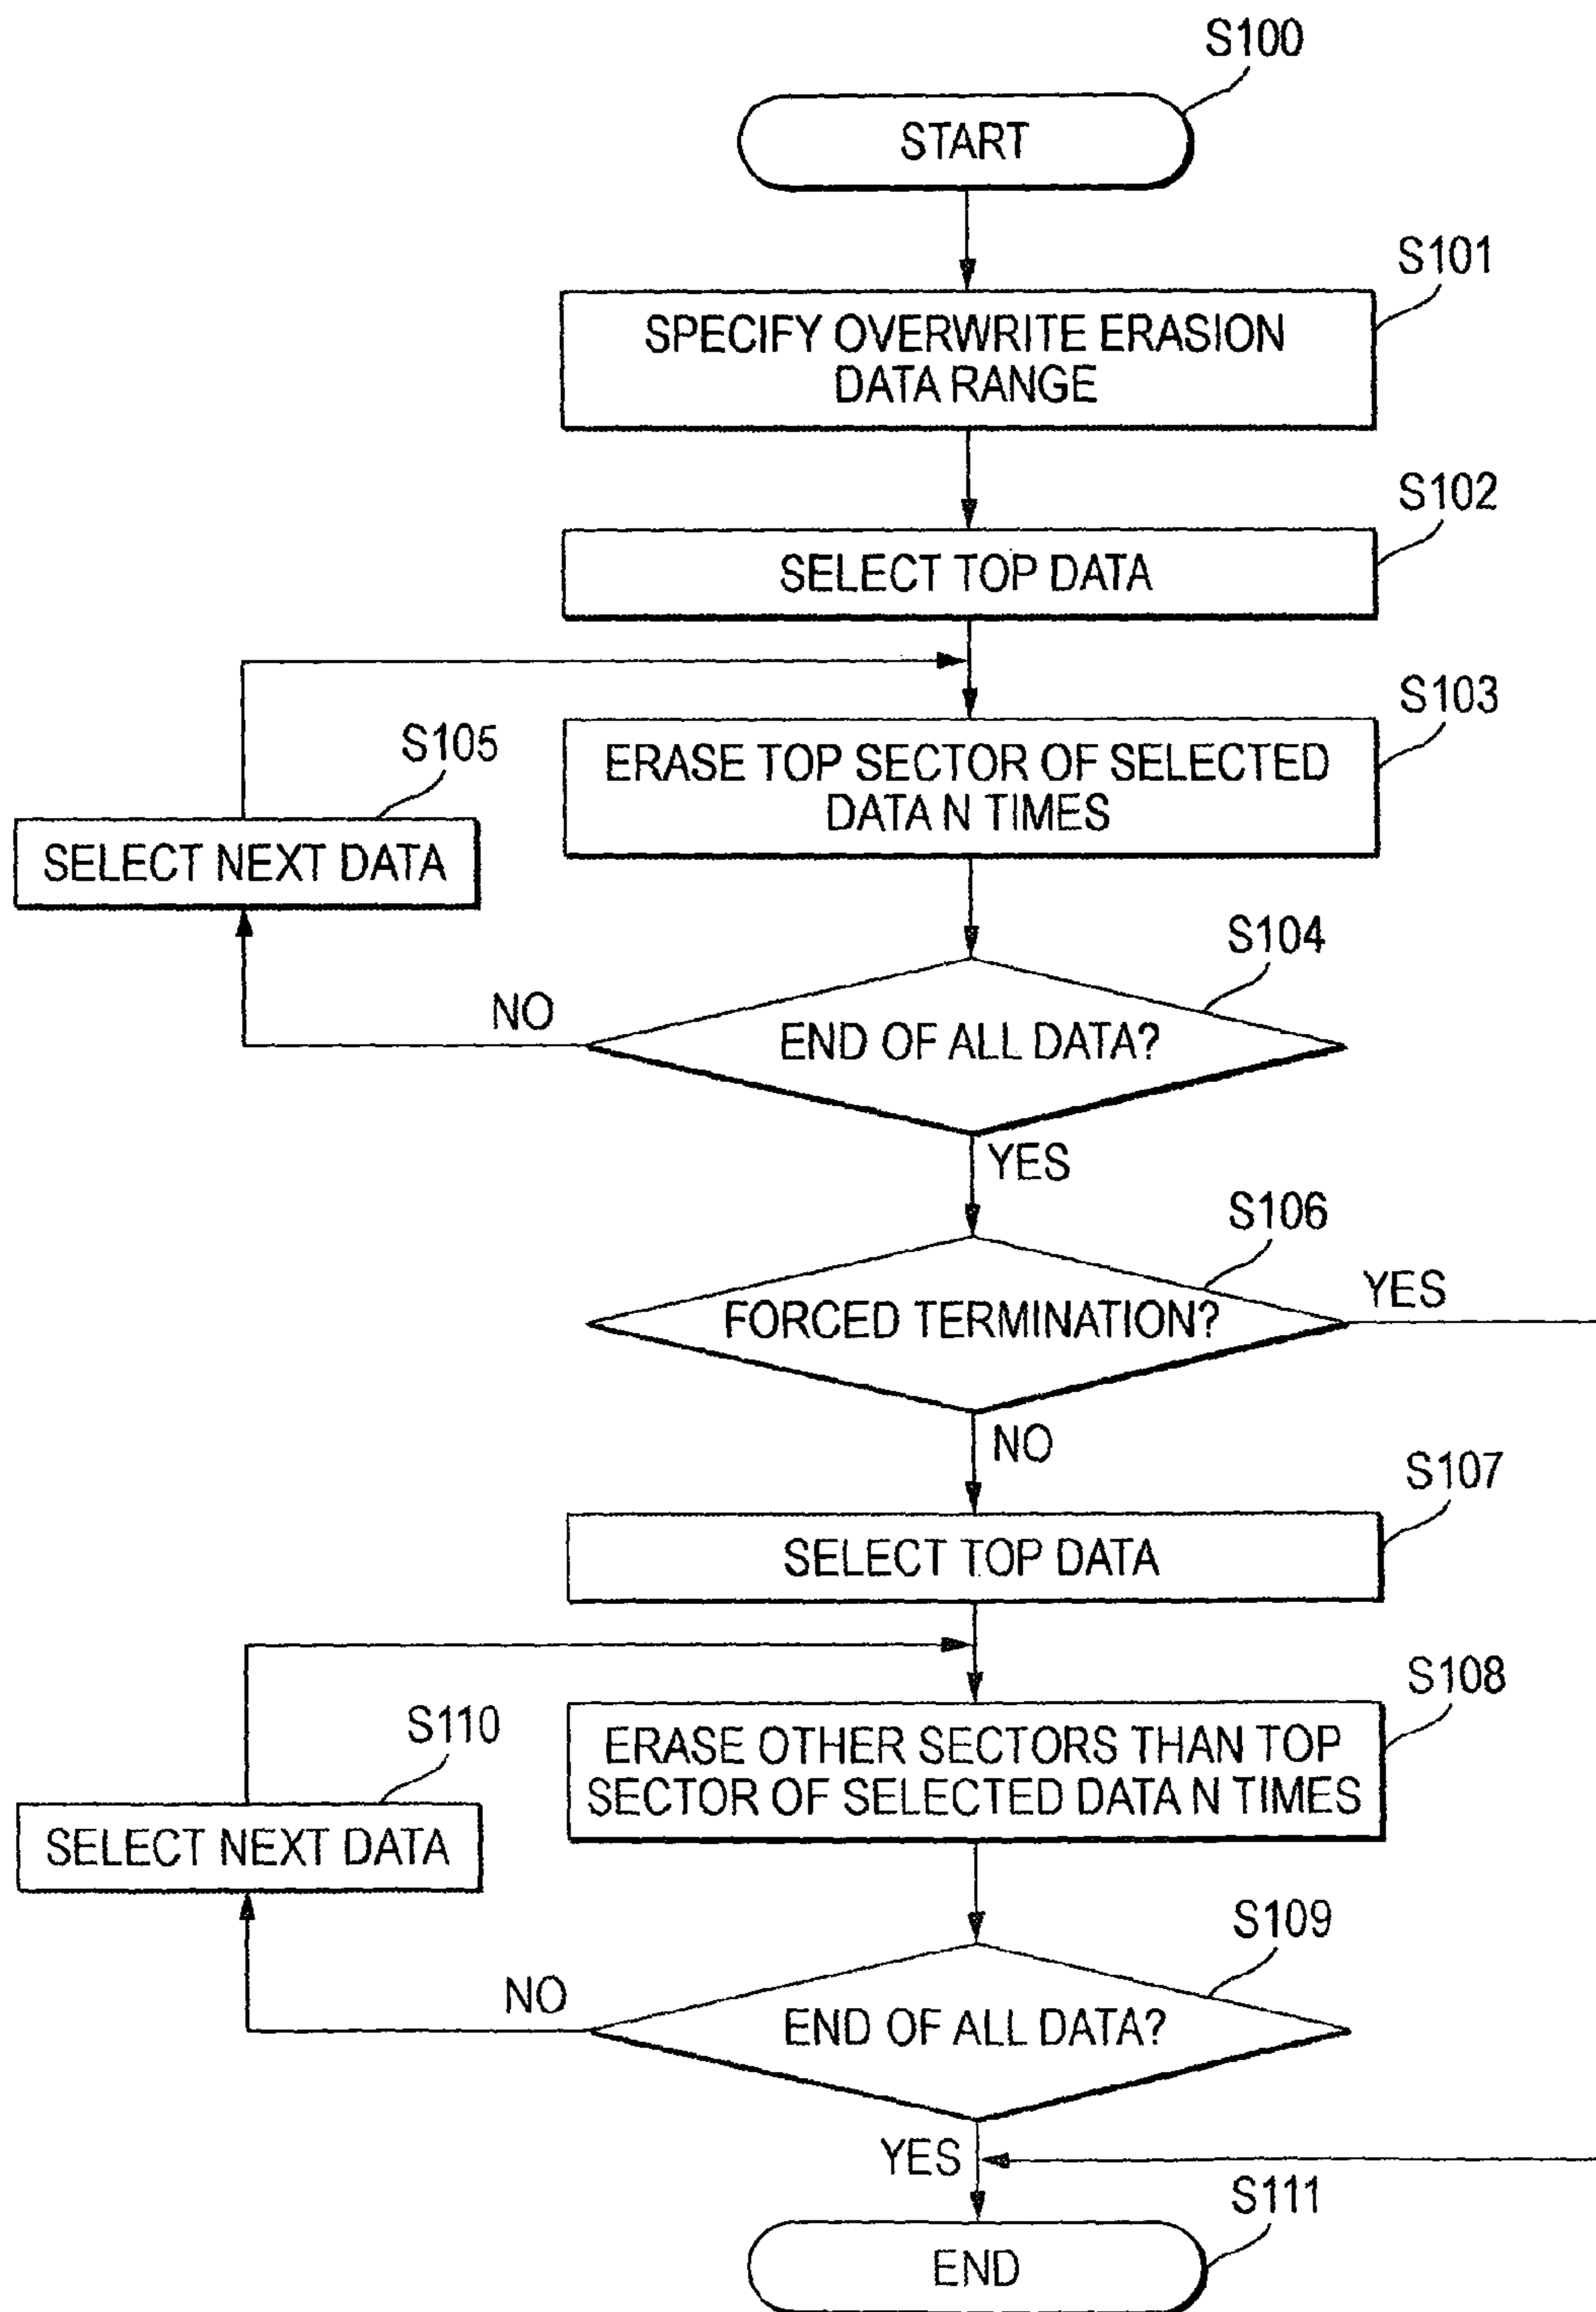 S100
START
S101
SPECIFY OVERWRITE ERASION
DATA RANGE
S102
SELECT TOP DATA
S103
ERASE TOP SECTOR OF SELECTED
DATA N TIMES
S105
SELECT NEXT DATA
S104
END OF ALL DATA?
NO
YES
S106
FORCED TERMINATION?
YES
NO
S107
SELECT TOP DATA
S108
ERASE OTHER SECTORS THAN TOP
SECTOR OF SELECTED DATA N TIMES
S110
SELECT NEXT DATA
S109
END OF ALL DATA?
NO
YES
S111
END